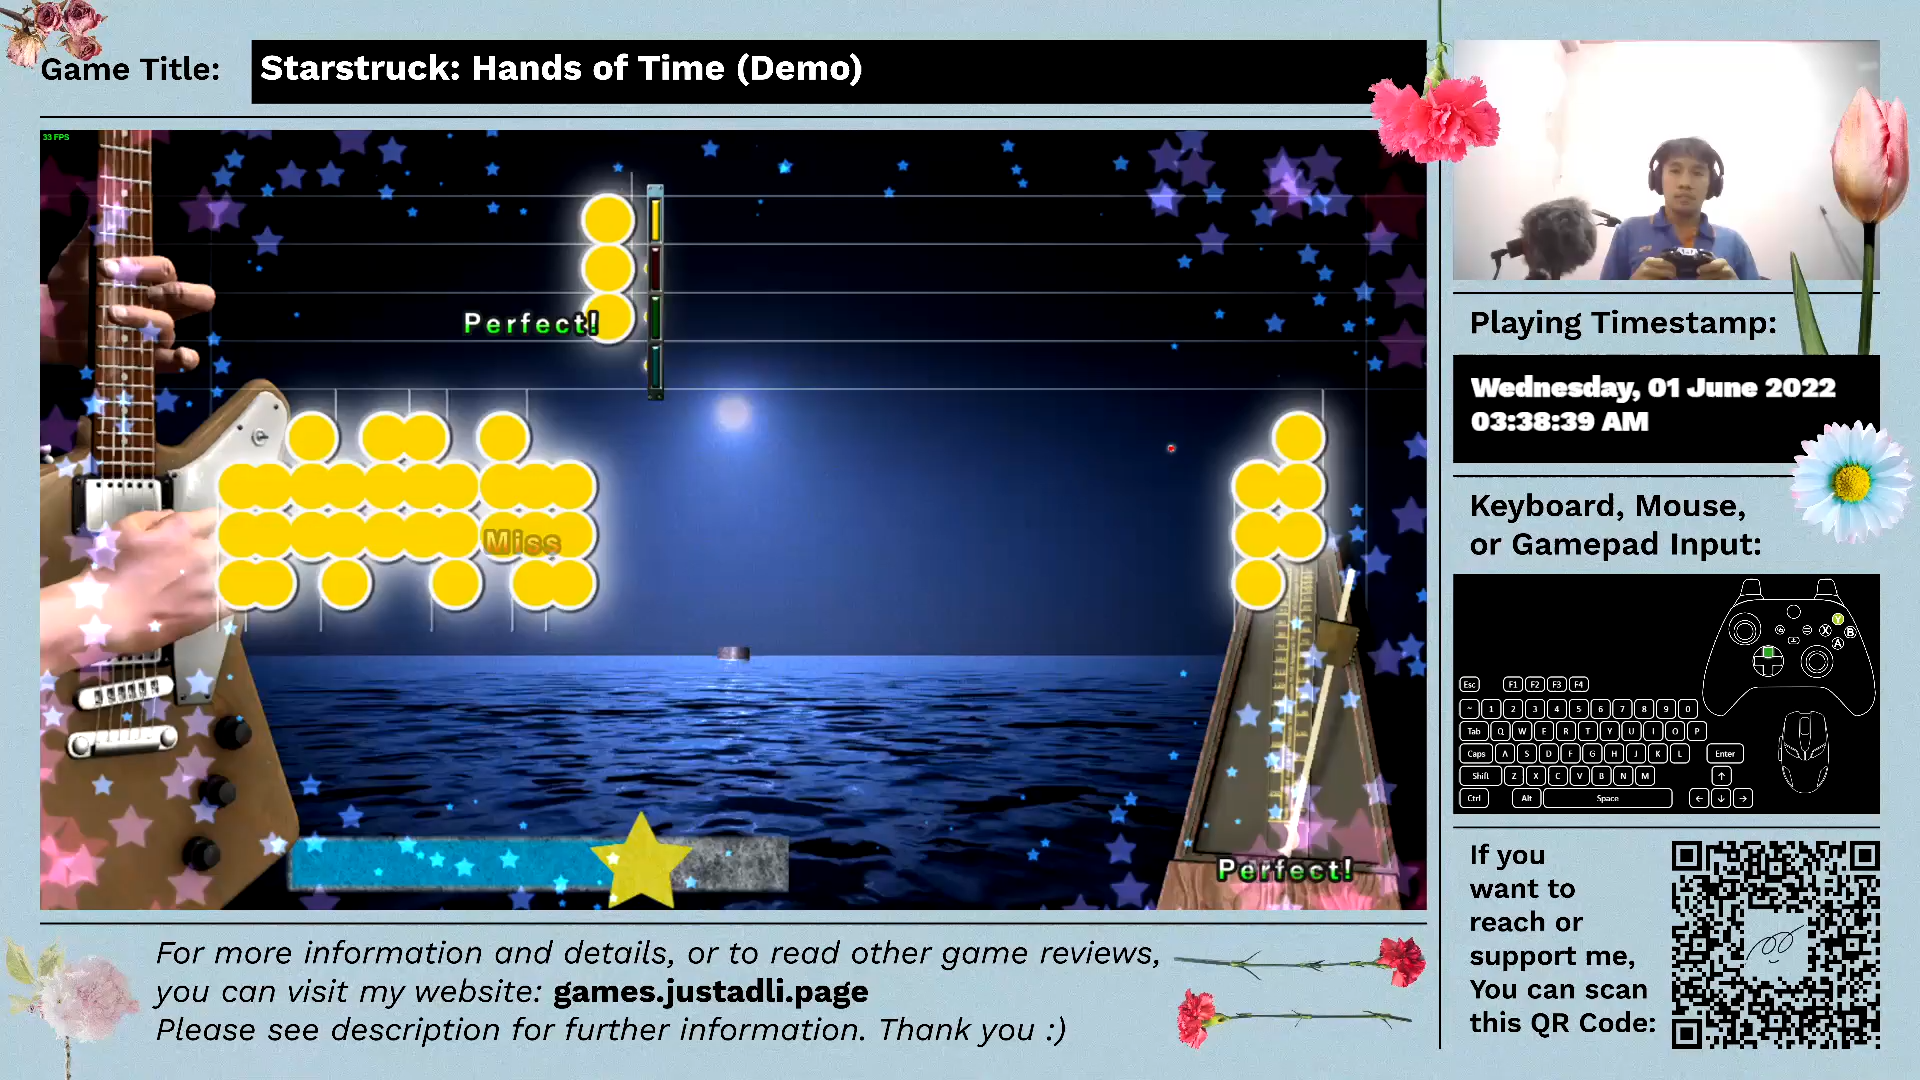 Game Title:
Starstruck: Hands of Time (Demo)
33 FPS
Perfect!
Miss
Perfect!
Playing Timestamp:
Wednesday, 01 June 2022
03:38:39 AM
Keyboard, Mouse,
or Gamepad Input:
Y
X B
A
Esc F1 F2 F3 F4
~ 1 2 3 4 5 6 7 8 9 0
Tab Q W E R T Y U I O P
Caps A S D F G H J K L Enter
Shift Z X C V B N M ↑
Ctrl Alt Space ← ↓ →
If you
want to
reach or
support me,
You can scan
this QR Code:
For more information and details, or to read other game reviews,
you can visit my website: games.justadli.page
Please see description for further information. Thank you :)